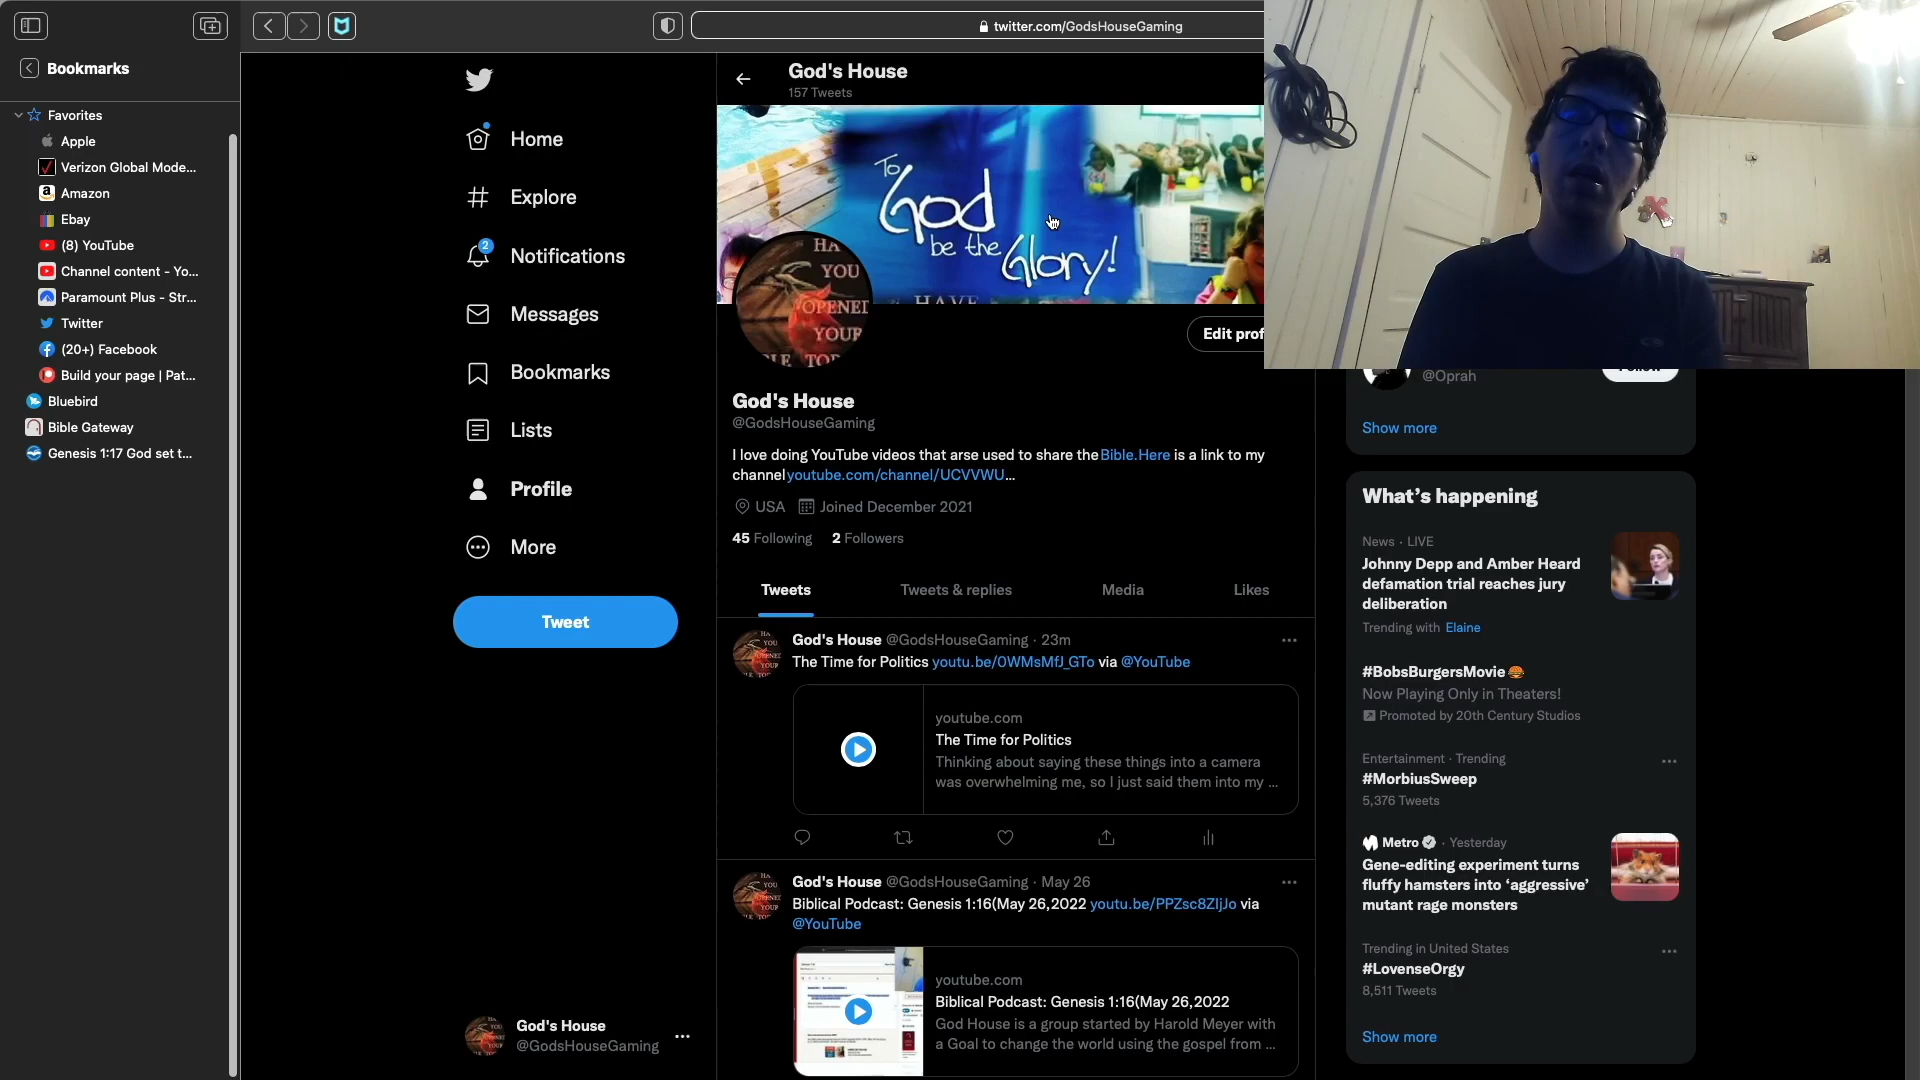 twitter.com/GodsHouseGaming
Bookmarks
Favorites
Apple
Verizon Global Mode...
Amazon
Ebay
(8) YouTube
Channel content - Yo...
Paramount Plus - Str...
Twitter
(20+) Facebook
Build your page | Pat...
Bluebird
Bible Gateway
Genesis 1:17 God set t...
Home
Explore
2
Notifications
Messages
Bookmarks
Lists
Profile
More
Tweet
God's House
@GodsHouseGaming
God's House
157 Tweets
To
God
be the
Glory!
HAVE
HA
YOU
OPENED
YOUR
Edit prof
God's House
@GodsHouseGaming
I love doing YouTube videos that arse used to share the Bible.Here is a link to my
channel youtube.com/channel/UCVVWU...
USA Joined December 2021
45 Following 2 Followers
Tweets Tweets & replies Media Likes
God's House @GodsHouseGaming · 23m
The Time for Politics youtu.be/0WMsMfJ_GTo via @YouTube
youtube.com
The Time for Politics
Thinking about saying these things into a camera
was overwhelming me, so I just said them into my ...
God's House @GodsHouseGaming · May 26
Biblical Podcast: Genesis 1:16(May 26,2022 youtu.be/PPZsc8ZIjJo via
@YouTube
youtube.com
Biblical Podcast: Genesis 1:16(May 26,2022
God House is a group started by Harold Meyer with
a Goal to change the world using the gospel from ...
@Oprah
Show more
What's happening
News · LIVE
Johnny Depp and Amber Heard
defamation trial reaches jury
deliberation
Trending with Elaine
#BobsBurgersMovie
Now Playing Only in Theaters!
Promoted by 20th Century Studios
Entertainment · Trending
#MorbiusSweep
5,376 Tweets
Metro · Yesterday
Gene-editing experiment turns
fluffy hamsters into 'aggressive'
mutant rage monsters
Trending in United States
#LovenseOrgy
8,511 Tweets
Show more